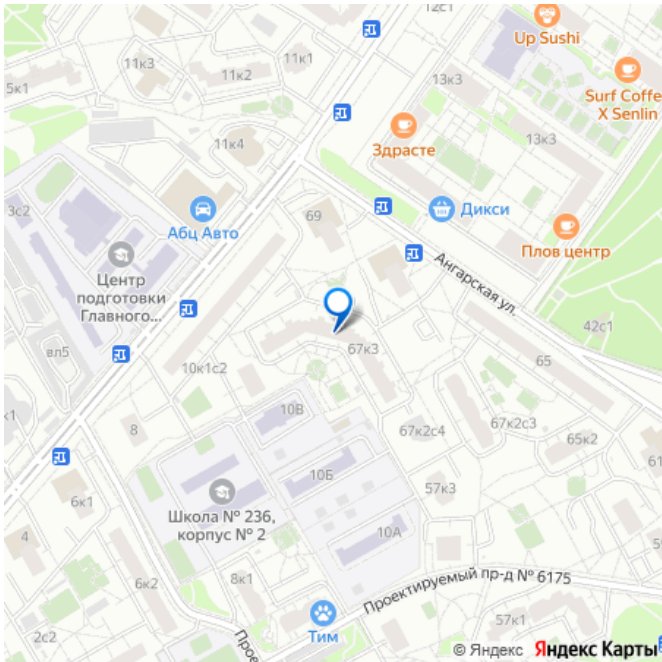 12с1
Up Sushi
11к3
11к1
11к2
5к1
13к3
Surf Coffe
X Senlin
13к3
11к4
Здрасте
3с2
69
Абц Авто
Дикси
Плов центр
Центр
подготовки
Главного...
Ангарская ул.
42с1
вл5
10к1с2
67к3
65
к1
8
10В
67к2с4
67к2с3
65к2
10Б
57к3
6к1
Школа № 236,
корпус № 2
4
10А
6к2
8к1
Проектируемый пр-д № 6175
2с2
Прое
Тим
57к1
© Яндекс Яндекс Карты